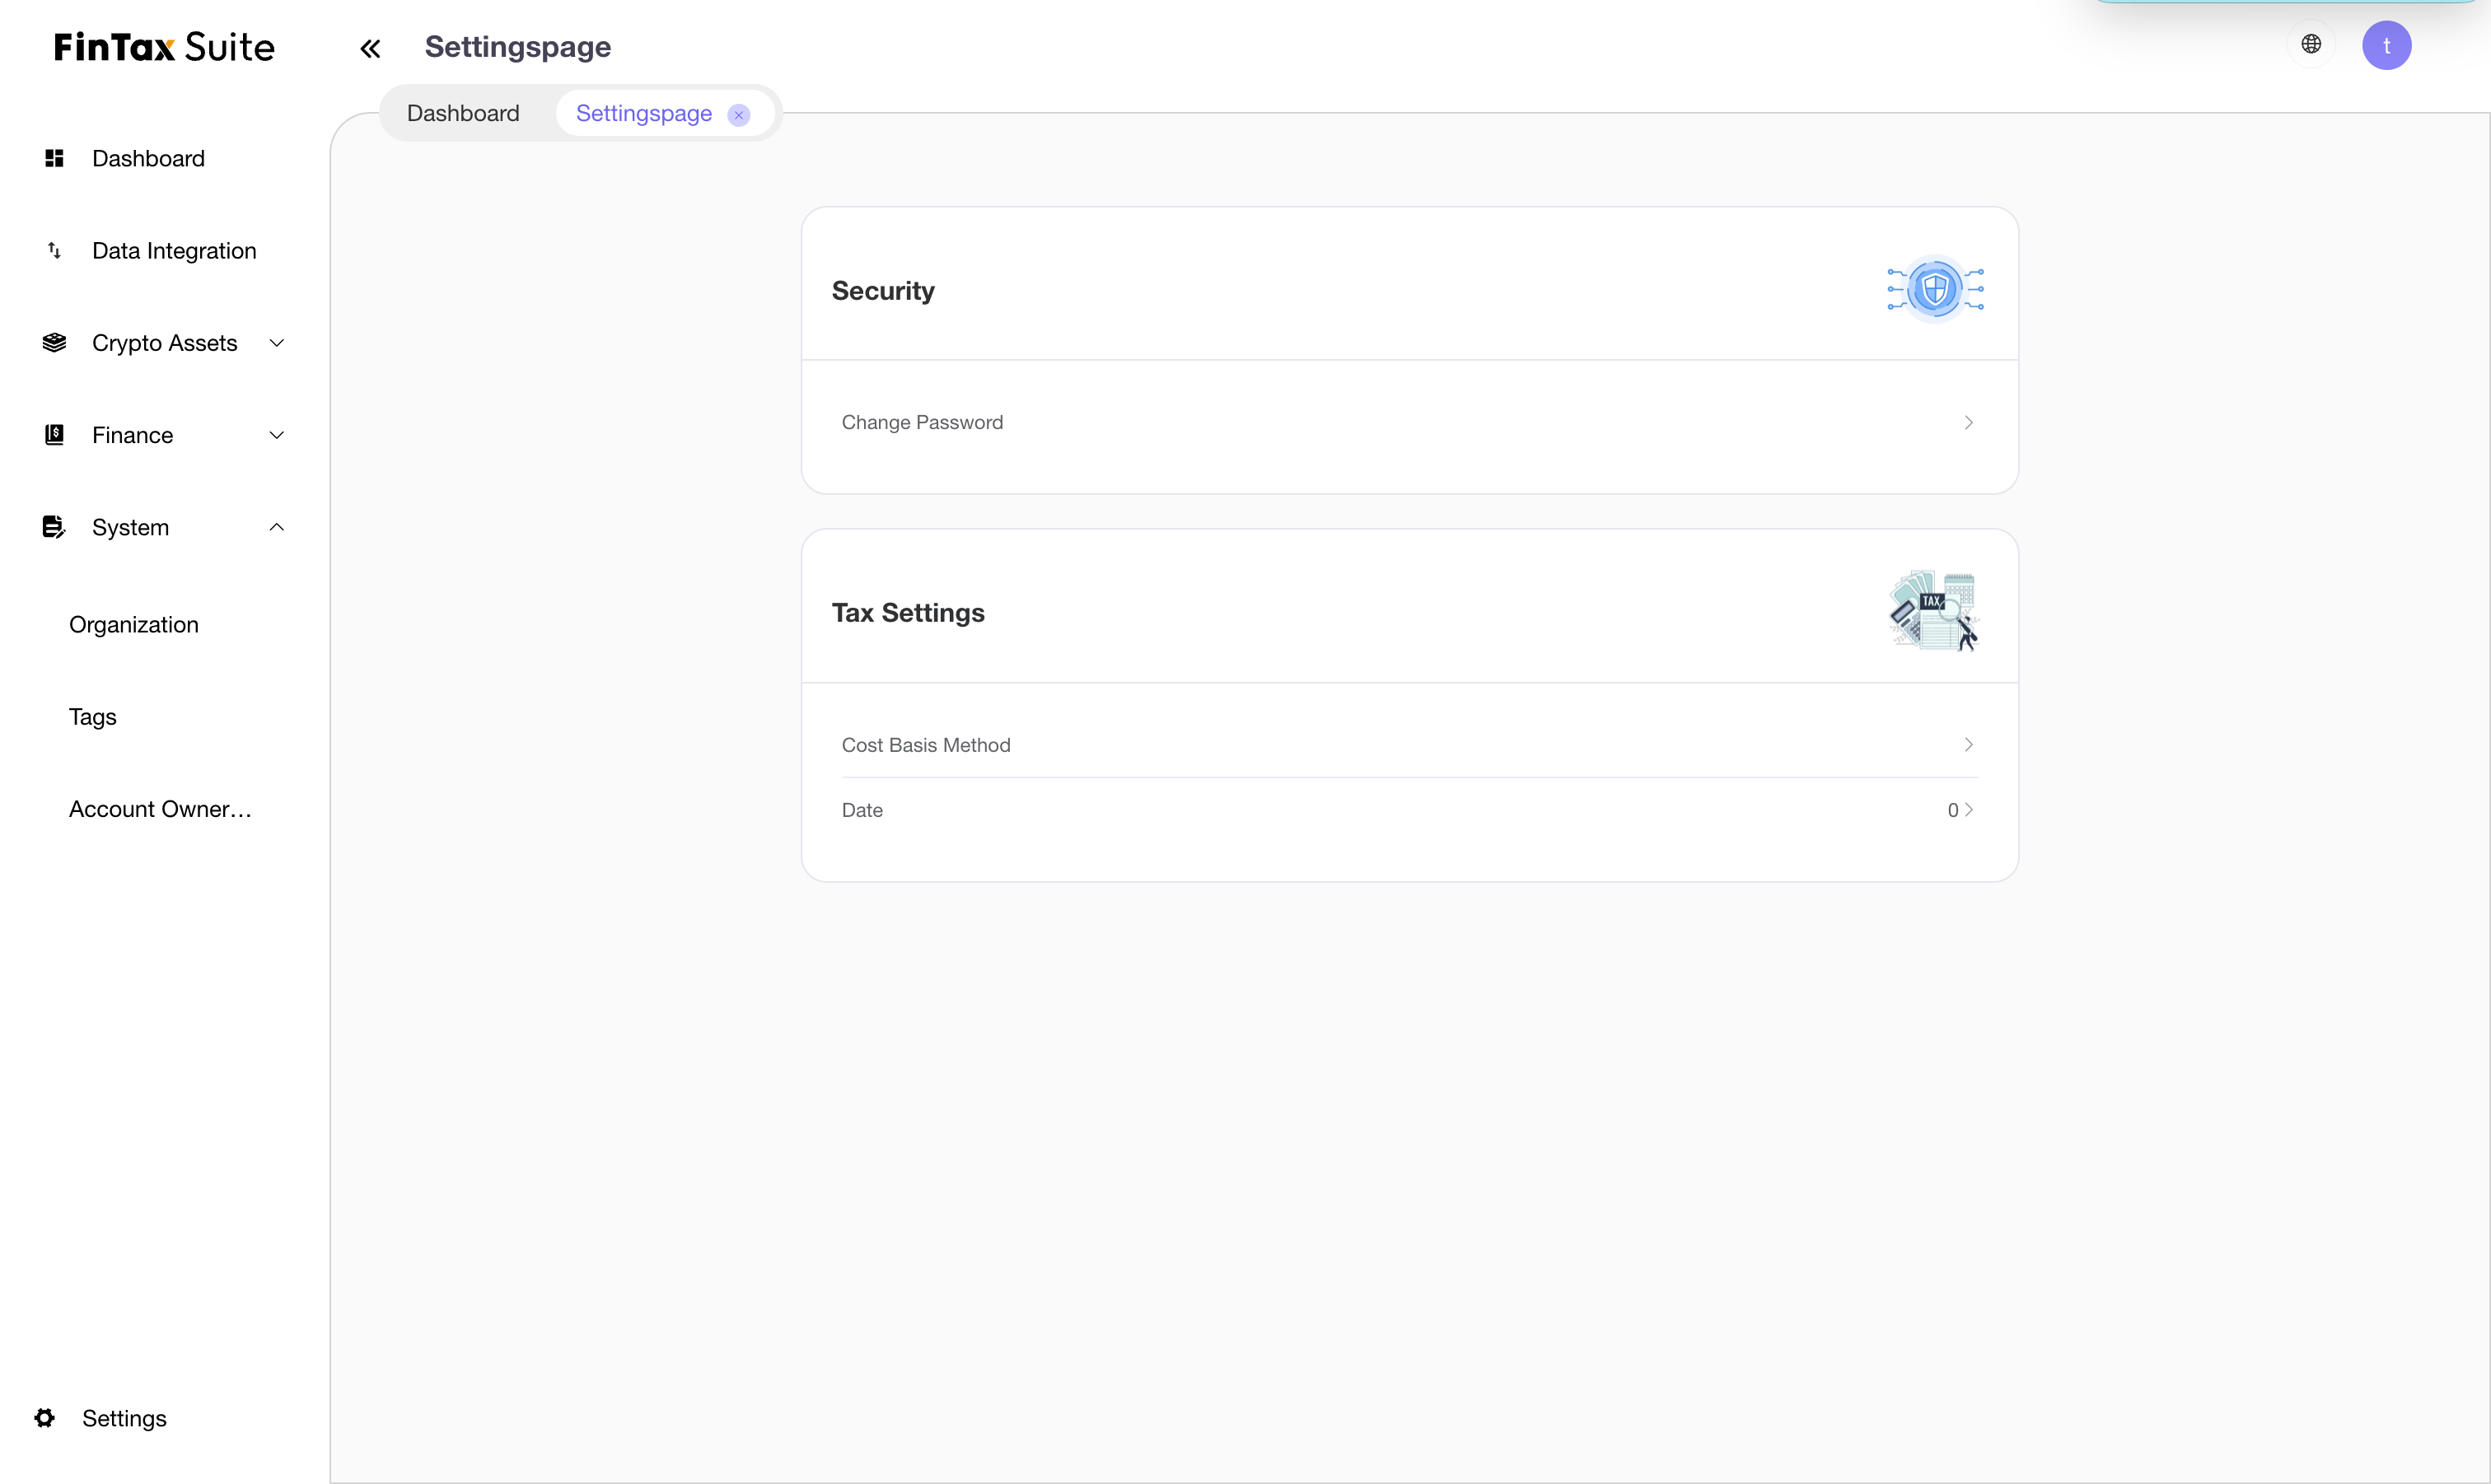 FinTax Suite
Settingspage
t
Dashboard
Settingspage
Dashboard
Data Integration
Crypto Assets
Finance
System
Organization
Tags
Account Owner...
Settings
Security
Change Password
Tax Settings
TAX
Cost Basis Method
Date
0